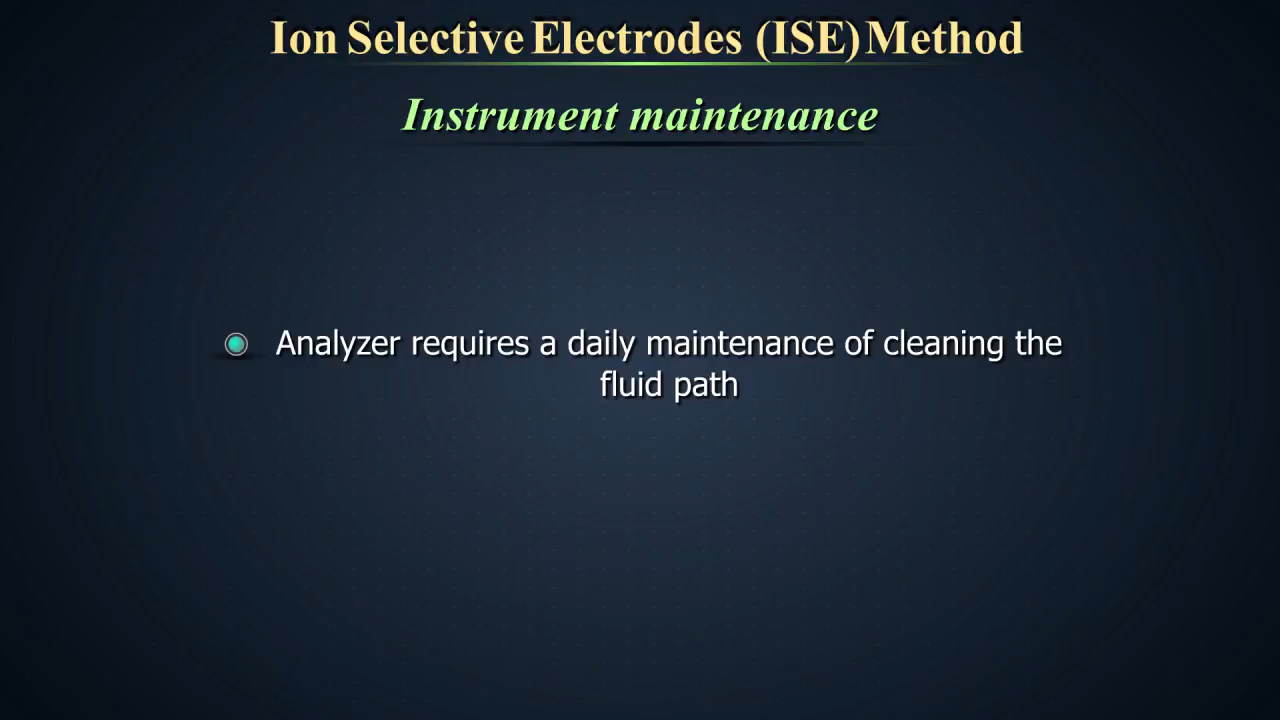 Ion Selective Electrodes (ISE) Method
Instrument maintenance
Analyzer requires a daily maintenance of cleaning the
fluid path